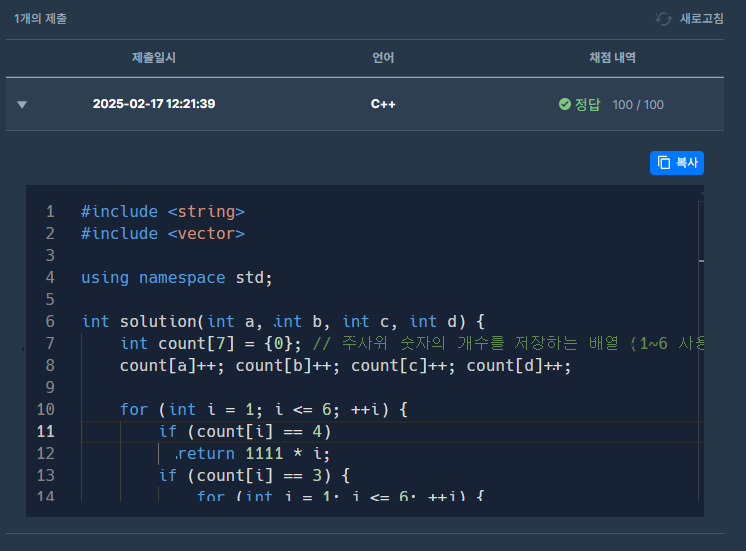 1개의 제출
새로고침
제출일시 언어 채점 내역
2025-02-17 12:21:39 C++ 정답 100 / 100
복사
1 #include <string>
2 #include <vector>
3
4 using namespace std;
5
6 int solution(int a, int b, int c, int d) {
7 int count[7] = {0}; // 주사위 숫자의 개수를 저장하는 배열 (1~6 사용
8 count[a]++; count[b]++; count[c]++; count[d]++;
9
10 for (int i = 1; i <= 6; ++i) {
11 if (count[i] == 4)
12 return 1111 * i;
13 if (count[i] == 3) {
14 for (int j = 1; j <= 6; ++j) {